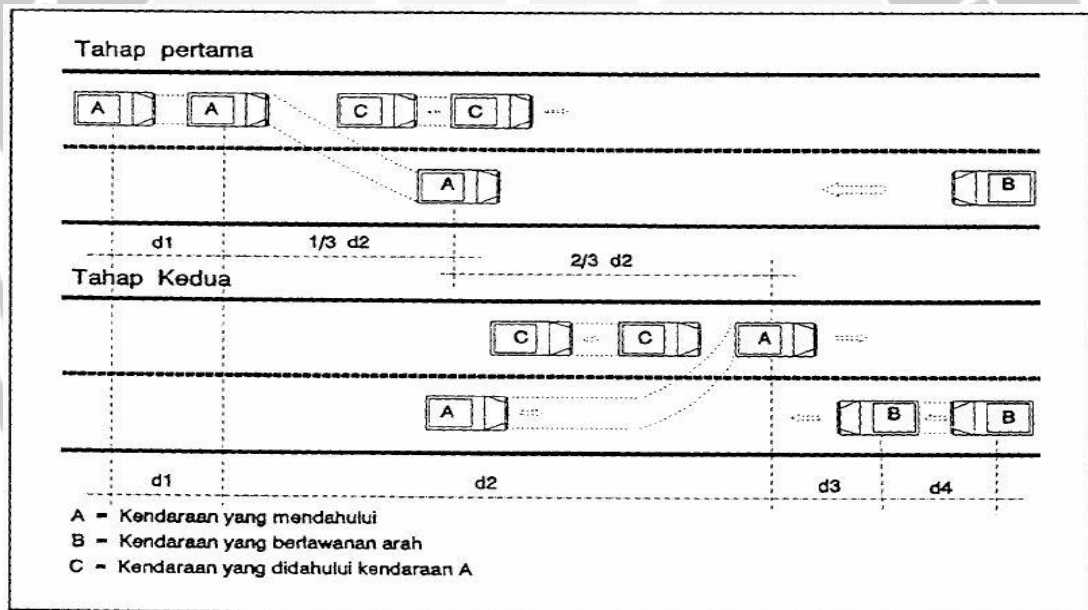 Tahap pertama
A A C C
A B
d1 1/3 d2 2/3 d2
Tahap Kedua
C C A
A B B
d1 d2 d3 d4
A = Kendaraan yang mendahului
B = Kendaraan yang berlawanan arah
C = Kendaraan yang didahului kendaraan A